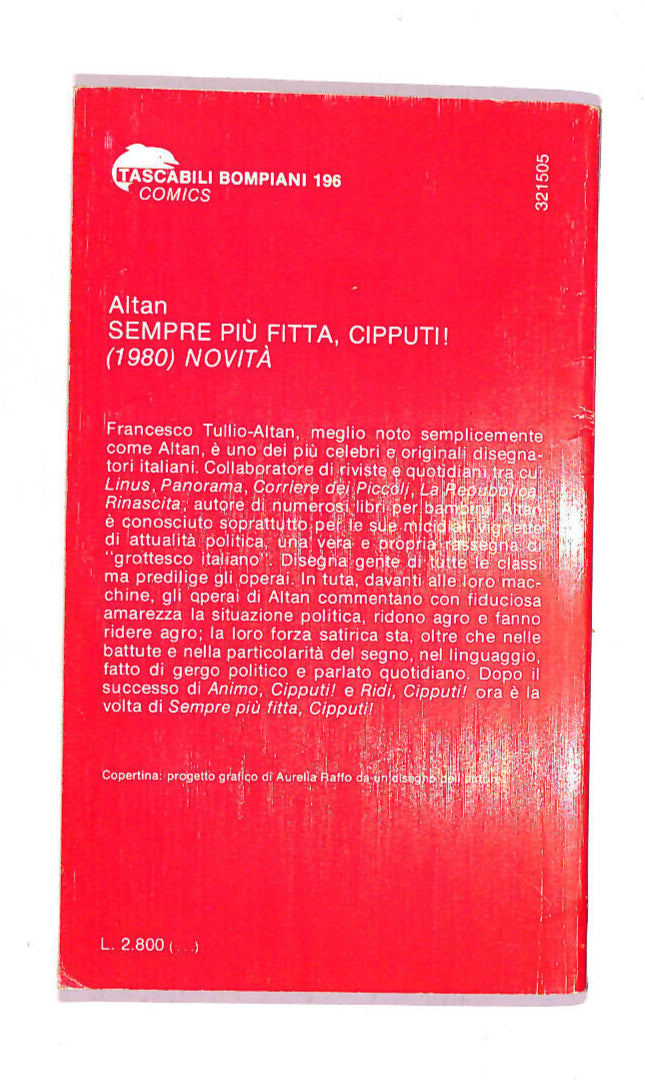 TASCABILI BOMPIANI 196
COMICS
321505
Altan
SEMPRE PIÙ FITTA, CIPPUTI!
(1980) NOVITÀ
Francesco Tullio-Altan, meglio noto semplicemente
come Altan, è uno dei più celebri e originali disegna-
tori italiani. Collaboratore di riviste e quotidiani tra cui
Linus, Panorama, Corriere dei Piccoli, La Repubblica,
Rinascita, autore di numerosi libri per bambini, Altan
è conosciuto soprattutto per le sue micidiali vignette
di attualità politica, una vera e propria rassegna di
"grottesco italiano". Disegna gente di tutte le classi
ma predilige gli operai. In tuta, davanti alle loro mac-
chine, gli operai di Altan commentano con fiduciosa
amarezza la situazione politica, ridono agro e fanno
ridere agro; la loro forza satirica sta, oltre che nelle
battute e nella particolarità del segno, nel linguaggio,
fatto di gergo politico e parlato quotidiano. Dopo il
successo di Animo, Cipputi! e Ridi, Cipputi! ora è la
volta di Sempre più fitta, Cipputi!
Copertina: progetto grafico di Aurelia Raffo da un disegno dell'autore
L. 2.800 (...)